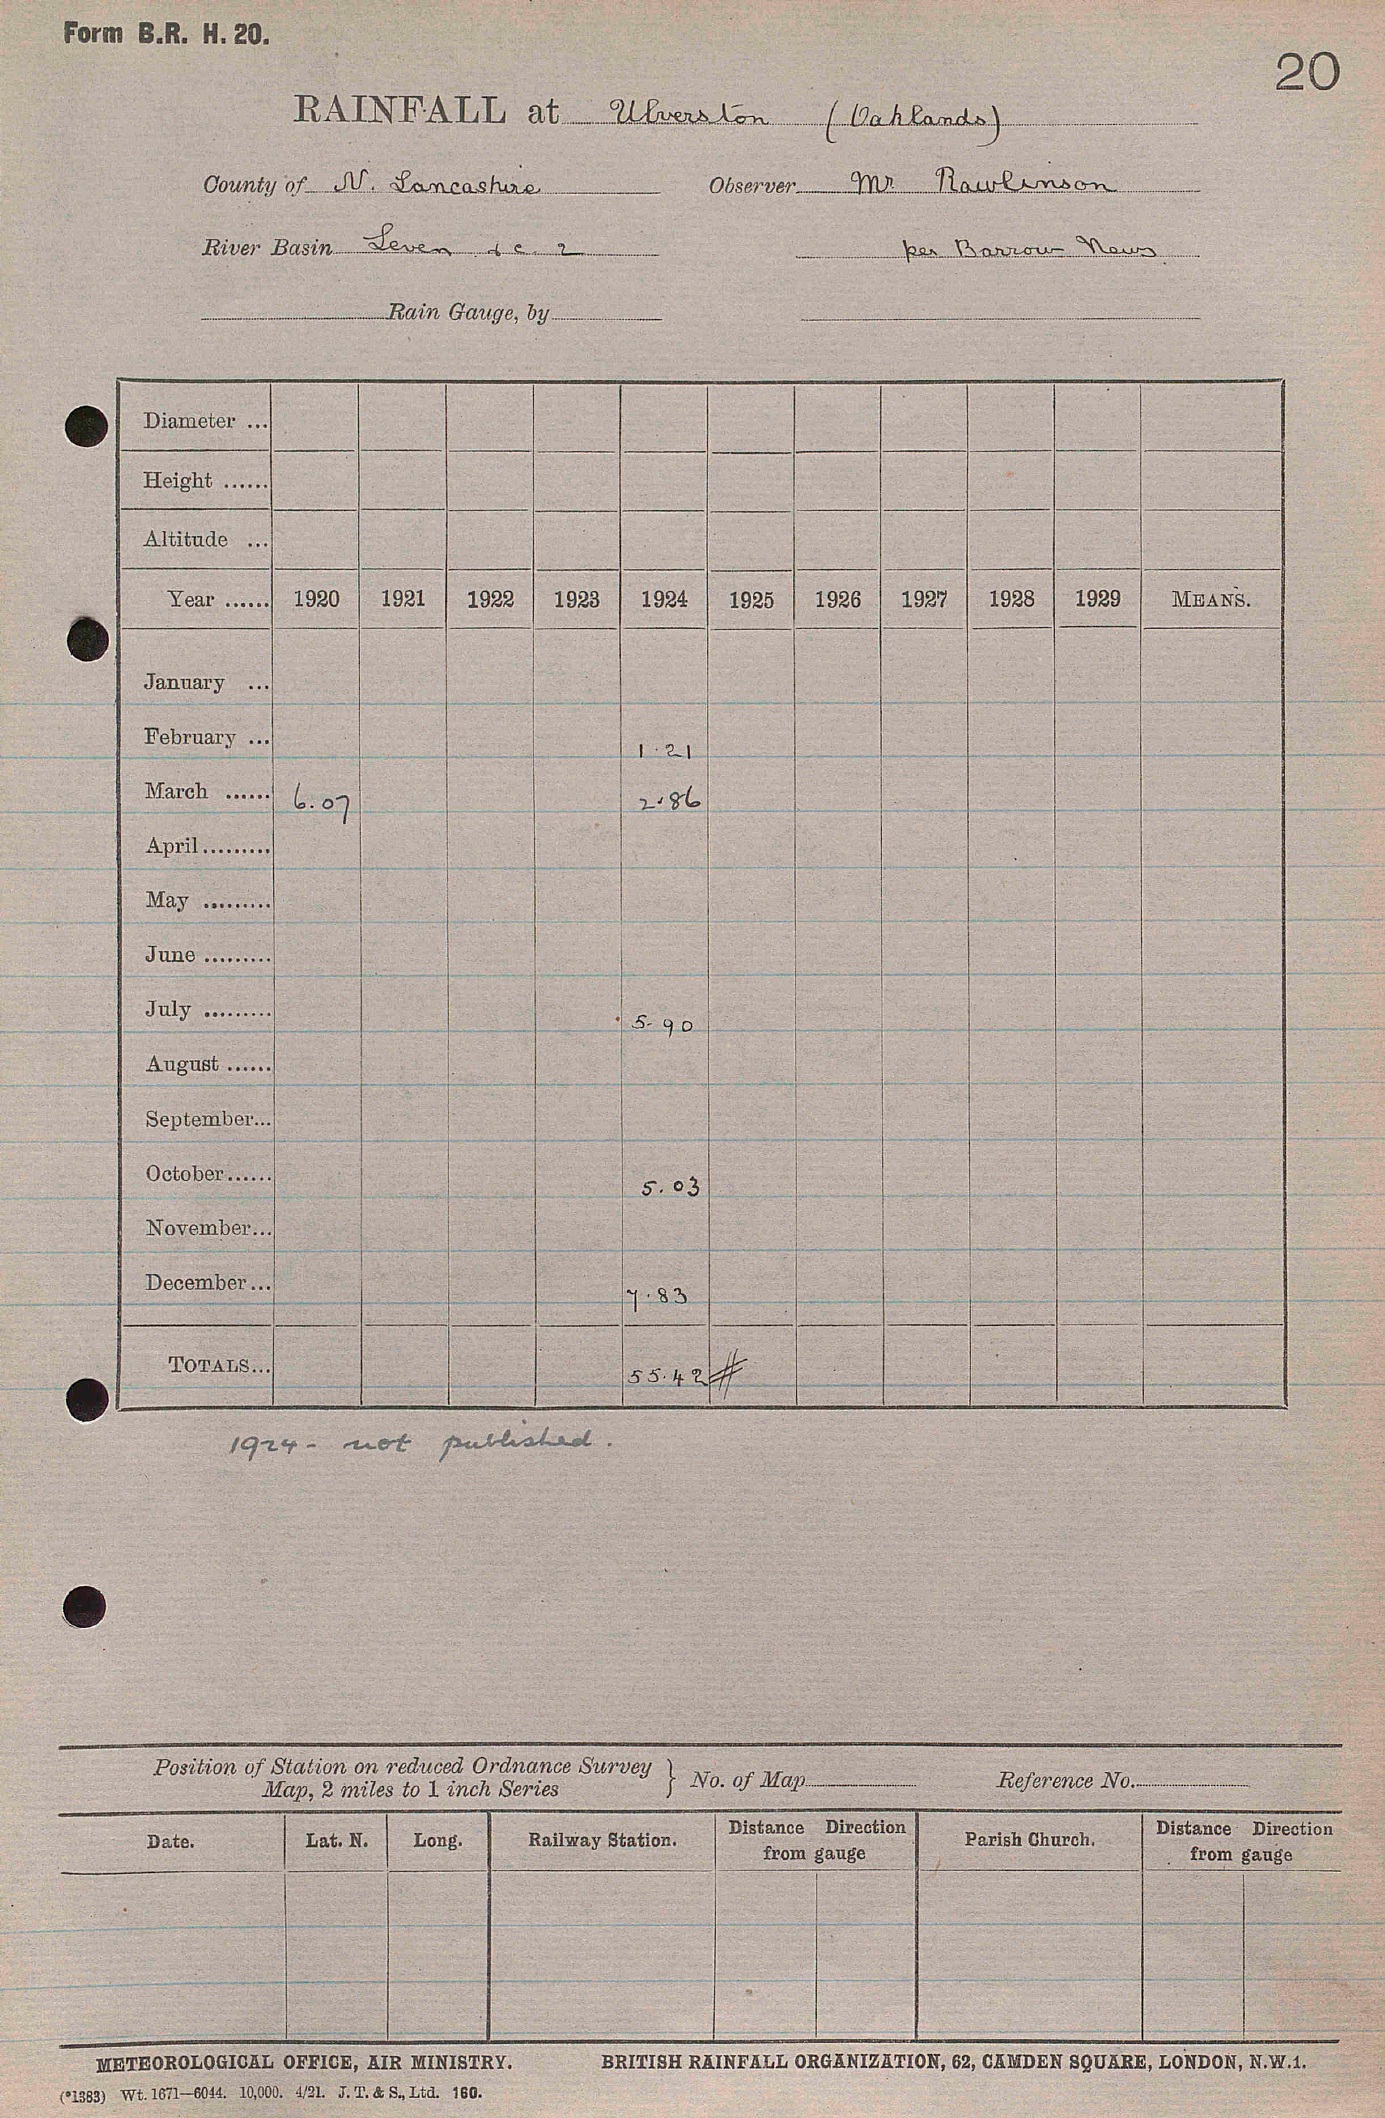 Form B.R. H. 20.
20
RAINFALL at Ulverston (Oaklands)
County of N. Lancashire Observer Mr Rawlinson
River Basin Leven &c. 2 per Barrow News
Rain Gauge, by
Diameter ...
Height ......
Altitude ...
Year ...... 1920 1921 1922 1923 1924 1925 1926 1927 1928 1929 MEANS.
January ...
February ... 1.21
March ...... 6.07 2.86
April.........
May .........
June .........
July ......... 5.90
August ......
September...
October...... 5.03
November...
December... 7.83
TOTALS... 55.42 #
1924 - not published.
Position of Station on reduced Ordnance Survey
Map, 2 miles to 1 inch Series } No. of Map Reference No.
Date. Lat. N. Long. Railway Station. Distance Direction from gauge Parish Church. Distance Direction from gauge
METEOROLOGICAL OFFICE, AIR MINISTRY. BRITISH RAINFALL ORGANIZATION, 62, CAMDEN SQUARE, LONDON, N.W.1.
(*1383) Wt. 1671—6044. 10,000. 4/21. J. T. & S., Ltd. 160.